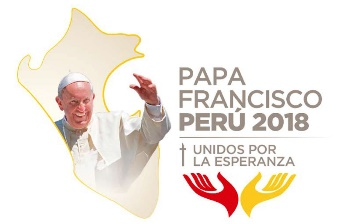 PAPA
FRANCISCO
PERÚ 2018
UNIDOS POR
LA ESPERANZA